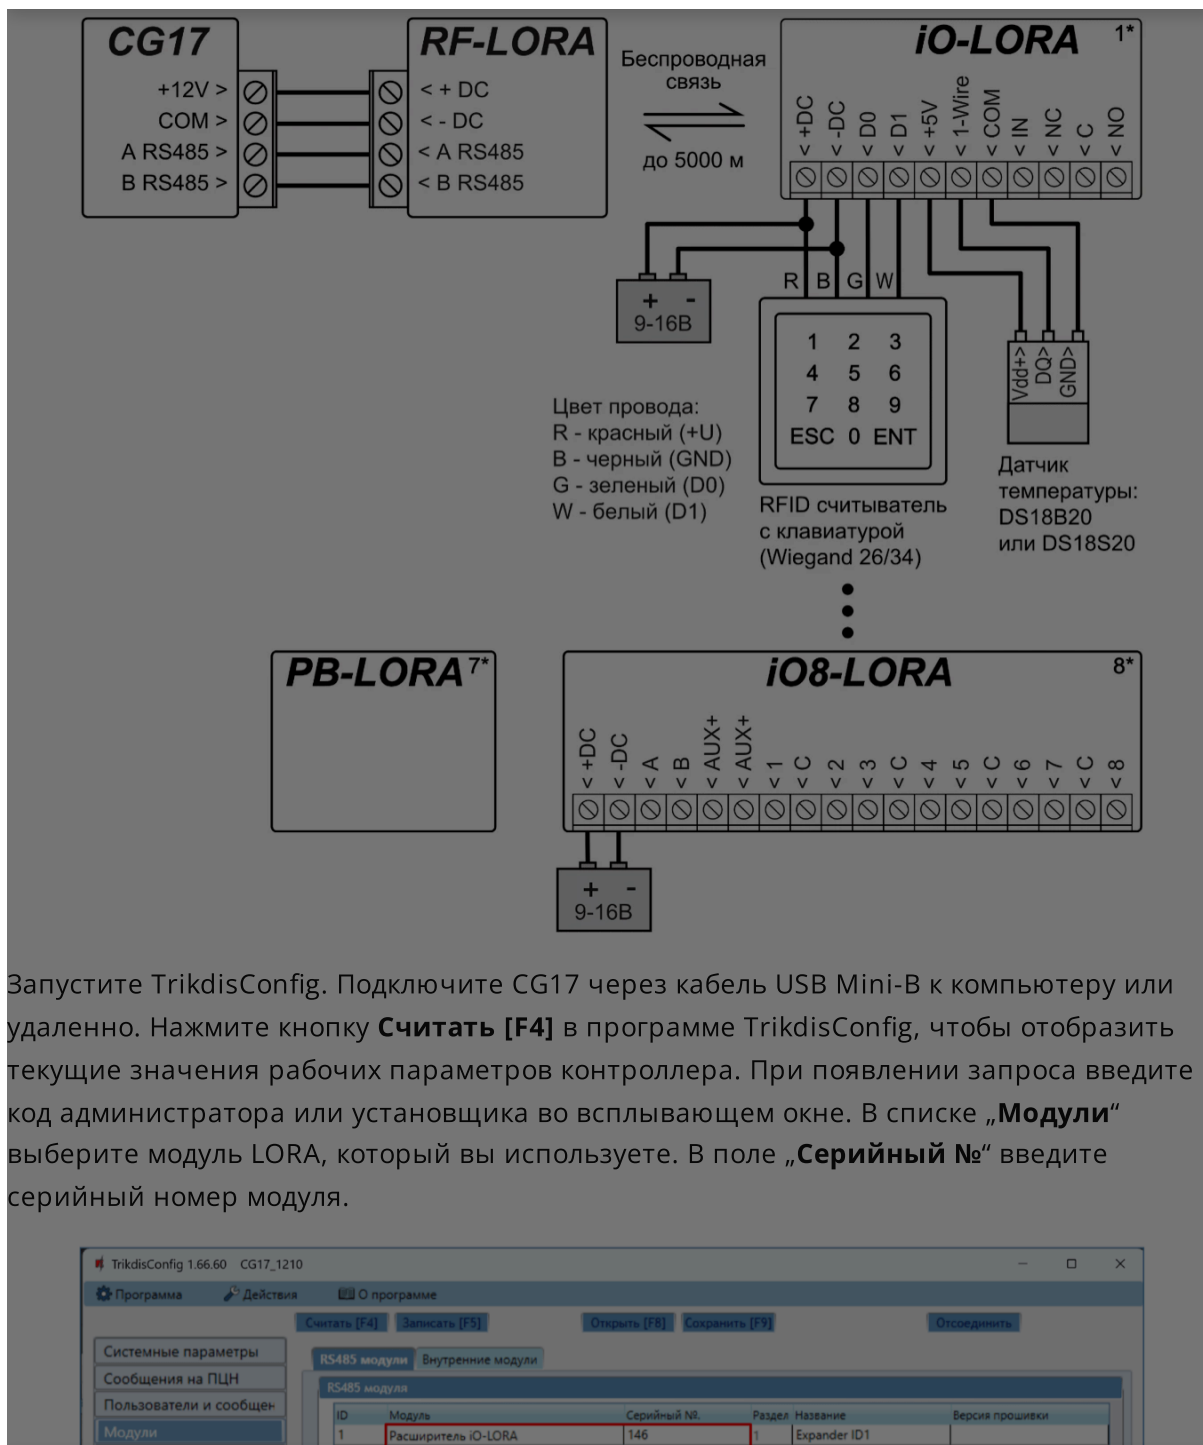 CG17
+12V >
COM >
A RS485 >
B RS485 >
RF-LORA
< + DC
< - DC
< A RS485
< B RS485
Беспроводная
связь
до 5000 м
iO-LORA 1*
< +DC
< -DC
< D0
< D1
< +5V
< 1-Wire
< COM
< IN
< NC
< C
< NO
+ -
9-16В
R B G W
1 2 3
4 5 6
7 8 9
ESC 0 ENT
Vdd+>
DQ>
GND>
Цвет провода:
R - красный (+U)
B - черный (GND)
G - зеленый (D0)
W - белый (D1)
RFID считыватель
с клавиатурой
(Wiegand 26/34)
Датчик
температуры:
DS18B20
или DS18S20
PB-LORA 7*
iO8-LORA 8*
< +DC
< -DC
< A
< B
< AUX+
< AUX+
< 1
< C
< 2
< 3
< C
< 4
< 5
< C
< 6
< 7
< C
< 8
+ -
9-16В
Запустите TrikdisConfig. Подключите CG17 через кабель USB Mini-B к компьютеру или
удаленно. Нажмите кнопку Считать [F4] в программе TrikdisConfig, чтобы отобразить
текущие значения рабочих параметров контроллера. При появлении запроса введите
код администратора или установщика во всплывающем окне. В списке „Модули“
выберите модуль LORA, который вы используете. В поле „Серийный №“ введите
серийный номер модуля.
TrikdisConfig 1.66.60 CG17_1210
Программа Действия О программе
Считать [F4] Записать [F5] Открыть [F8] Сохранить [F9] Отсоединить
Системные параметры
Сообщения на ПЦН
Пользователи и сообщен
Модули
RS485 модули Внутренние модули
RS485 модуля
ID Модуль Серийный №. Раздел Название Версия прошивки
1 Расширитель iO-LORA 146 1 Expander ID1